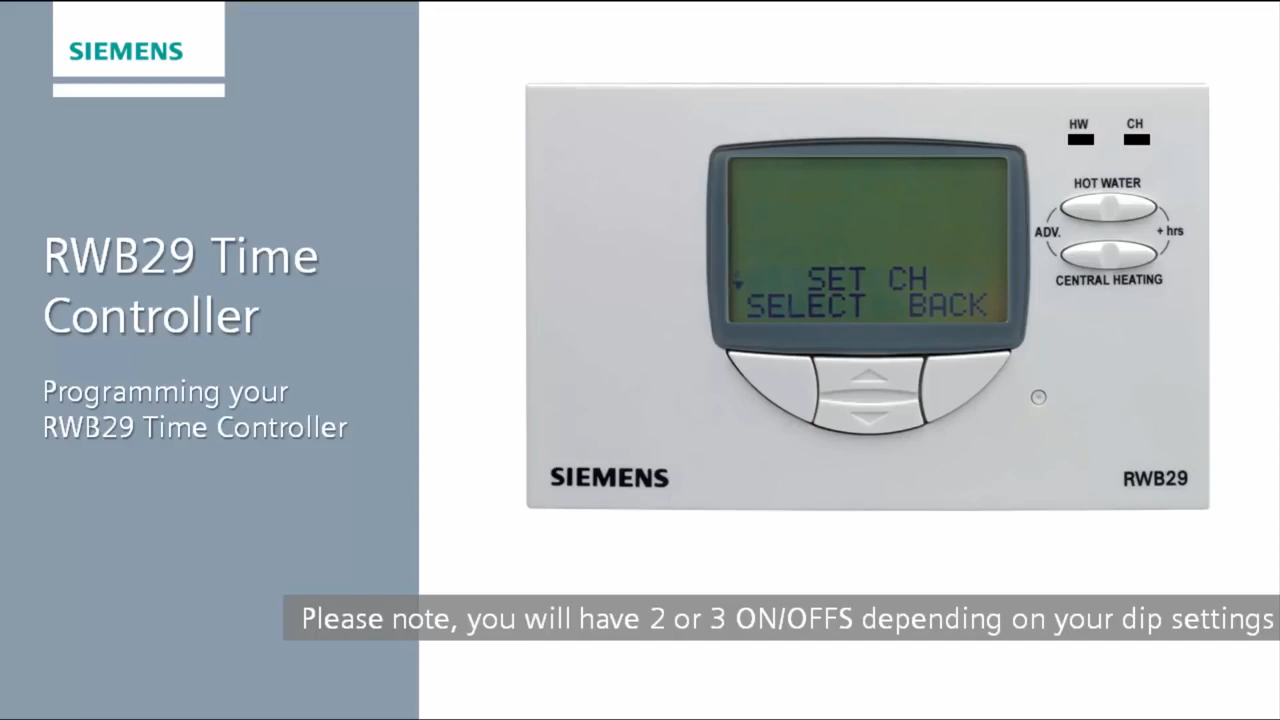 SIEMENS
RWB29 Time
Controller
Programming your
RWB29 Time Controller
HW CH
HOT WATER
ADV. + hrs
CENTRAL HEATING
SET CH
SELECT BACK
SIEMENS
RWB29
Please note, you will have 2 or 3 ON/OFFS depending on your dip settings